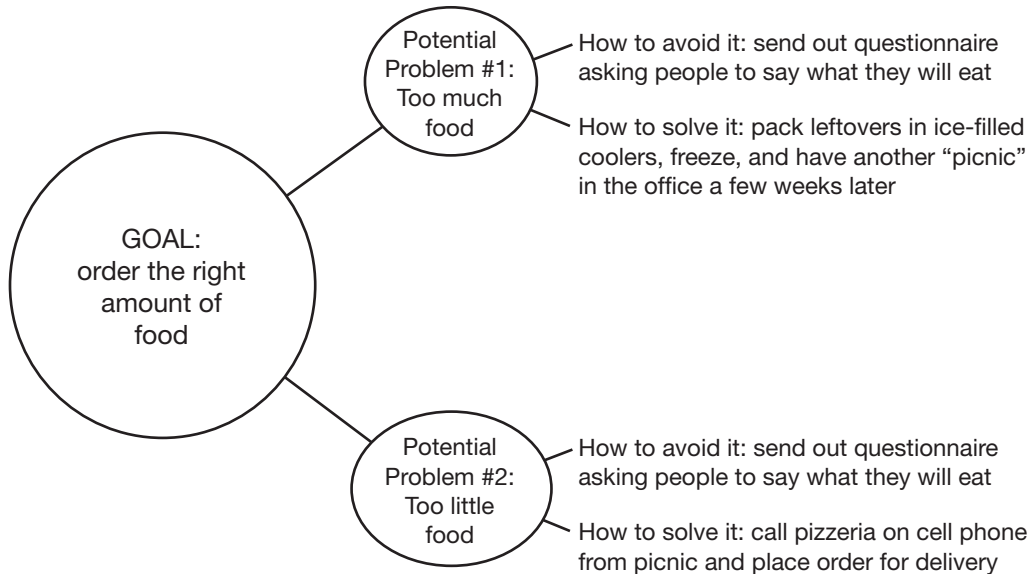 GOAL:
order the right
amount of
food
Potential
Problem #1:
Too much
food
How to avoid it: send out questionnaire
asking people to say what they will eat
How to solve it: pack leftovers in ice-filled
coolers, freeze, and have another “picnic”
in the office a few weeks later
Potential
Problem #2:
Too little
food
How to avoid it: send out questionnaire
asking people to say what they will eat
How to solve it: call pizzeria on cell phone
from picnic and place order for delivery